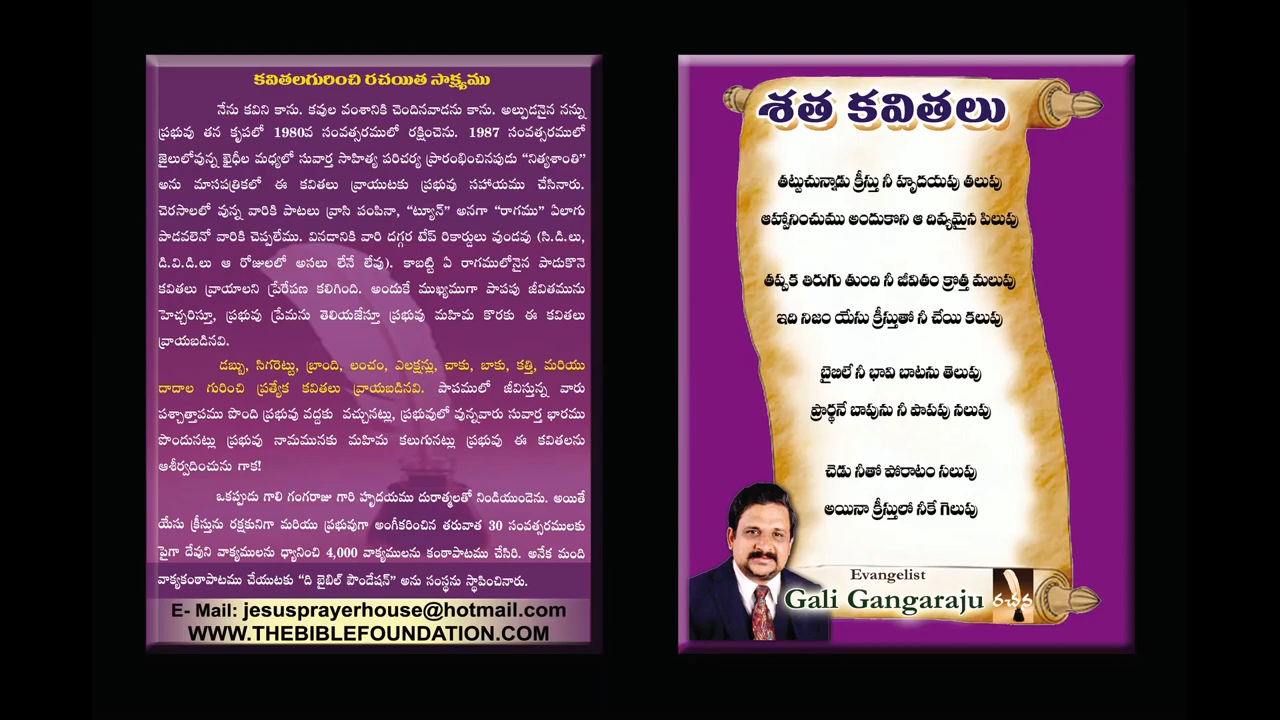 కవితలగురించి రచయిత సాక్ష్యము
నేను కవిని కాను. కవుల వంశానికి చెందినవాడను కాను. అల్పుడనైన నన్ను
ప్రభువు తన కృపలో 1980వ సంవత్సరములో రక్షించెను. 1987 సంవత్సరములో
జైలులోవున్న ఖైధీల మధ్యలో సువార్త సాహిత్య పరిచర్య ప్రారంభించినపుడు “నిత్యశాంతి”
అను మాసపత్రికలో ఈ కవితలు వ్రాయుటకు ప్రభువు సహాయము చేసినారు.
చెరసాలలో వున్న వారికి పాటలు వ్రాసి పంపినా, “ట్యూన్” అనగా “రాగము” ఏలాగు
పాడవలెనో వారికి చెప్పలేము. వినడానికి వారి దగ్గర టేప్ రికార్డులు వుండవు (సి.డి.లు,
డి.వి.డి.లు ఆ రోజులలో అసలు లేనే లేవు). కాబట్టి ఏ రాగములోనైన పాడుకొనె
కవితలు వ్రాయాలని ప్రేరేపణ కలిగింది. అందుకే ముఖ్యముగా పాపపు జీవితమును
హెచ్చరిస్తూ, ప్రభువు ప్రేమను తెలియజేస్తూ ప్రభువు మహిమ కొరకు ఈ కవితలు
వ్రాయబడినవి.
డబ్బు, సిగరెట్టు, బ్రాంది, లంచం, ఎలక్షన్లు, చాకు, బాకు, కత్తి, మరియు
దాదాల గురించి ప్రత్యేక కవితలు వ్రాయబడినవి. పాపములో జీవిస్తున్న వారు
పశ్చాత్తాపము పొంది ప్రభువు వద్దకు వచ్చునట్లు, ప్రభువులో వున్నవారు సువార్త భారము
పొందునట్లు ప్రభువు నామమునకు మహిమ కలుగునట్లు ప్రభువు ఈ కవితలను
ఆశీర్వదించును గాక!
ఒకప్పుడు గాలి గంగరాజు గారి హృదయము దురాత్మలతో నిండియుండెను. అయితే
యేసు క్రీస్తును రక్షకునిగా మరియు ప్రభువుగా అంగీకరించిన తరువాత 30 సంవత్సరములకు
పైగా దేవుని వాక్యములను ధ్యానించి 4,000 వాక్యములను కంఠాపాటము చేసిరి. అనేక మంది
వాక్యకంఠాపాటము చేయుటకు “ది బైబిల్ ఫౌండేషన్” అను సంస్థను స్థాపించినారు.
E- Mail: jesusprayerhouse@hotmail.com
WWW.THEBIBLEFOUNDATION.COM
శత కవితలు
తట్టుచున్నాడు క్రీస్తు నీ హృదయపు తలుపు
ఆహ్వానించుము అందుకొని ఆ దివ్యమైన పిలుపు
తప్పక తిరుగు తుంది నీ జీవితం క్రొత్త మలుపు
ఇది నిజం యేసు క్రీస్తుతో నీ చేయి కలుపు
బైబిలే నీ భావి బాటను తెలుపు
ప్రార్థనే బాపును నీ పాపపు నలుపు
చెడు నీతో పోరాటం సలుపు
అయినా క్రీస్తులో నీకే గెలుపు
Evangelist
Gali Gangaraju
రచన